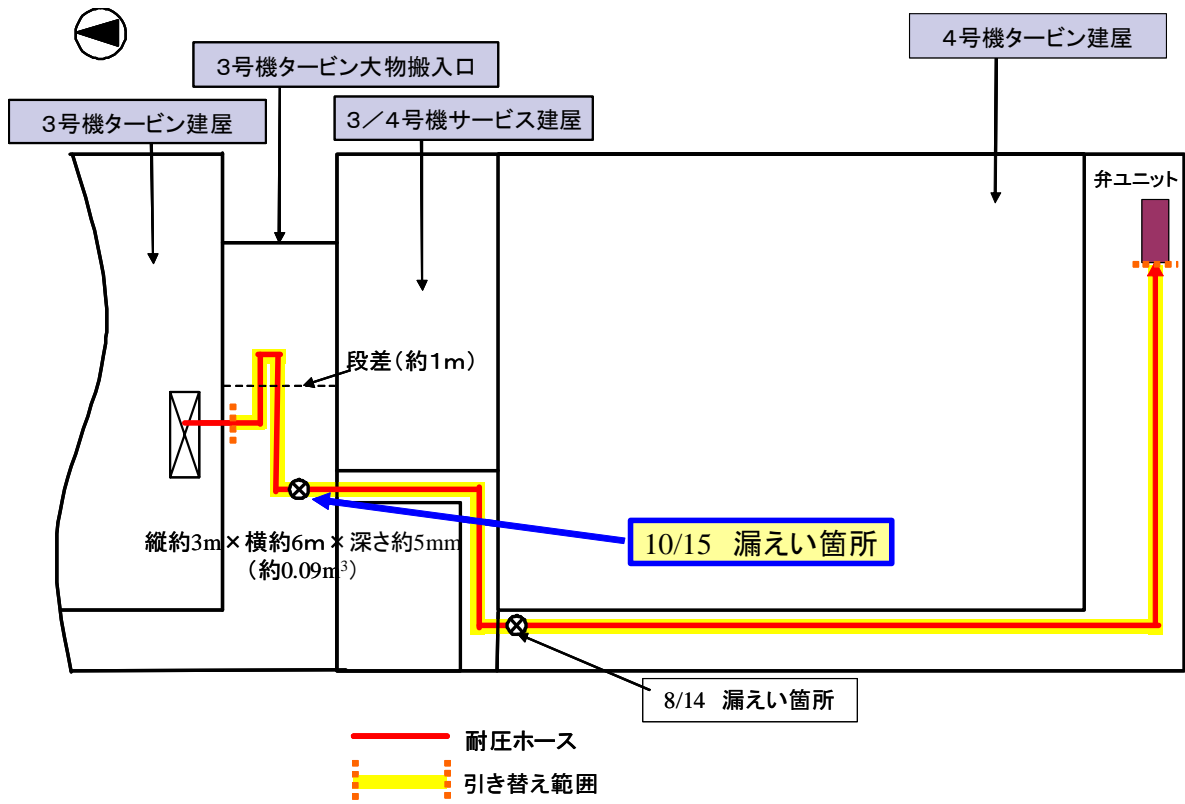 4号機タービン建屋
3号機タービン大物搬入口
3号機タービン建屋
3／4号機サービス建屋
弁ユニット
段差（約1m）
縦約3m×横約6m×深さ約5mm
（約0.09m³）
10/15 漏えい箇所
8/14 漏えい箇所
耐圧ホース
引き替え範囲